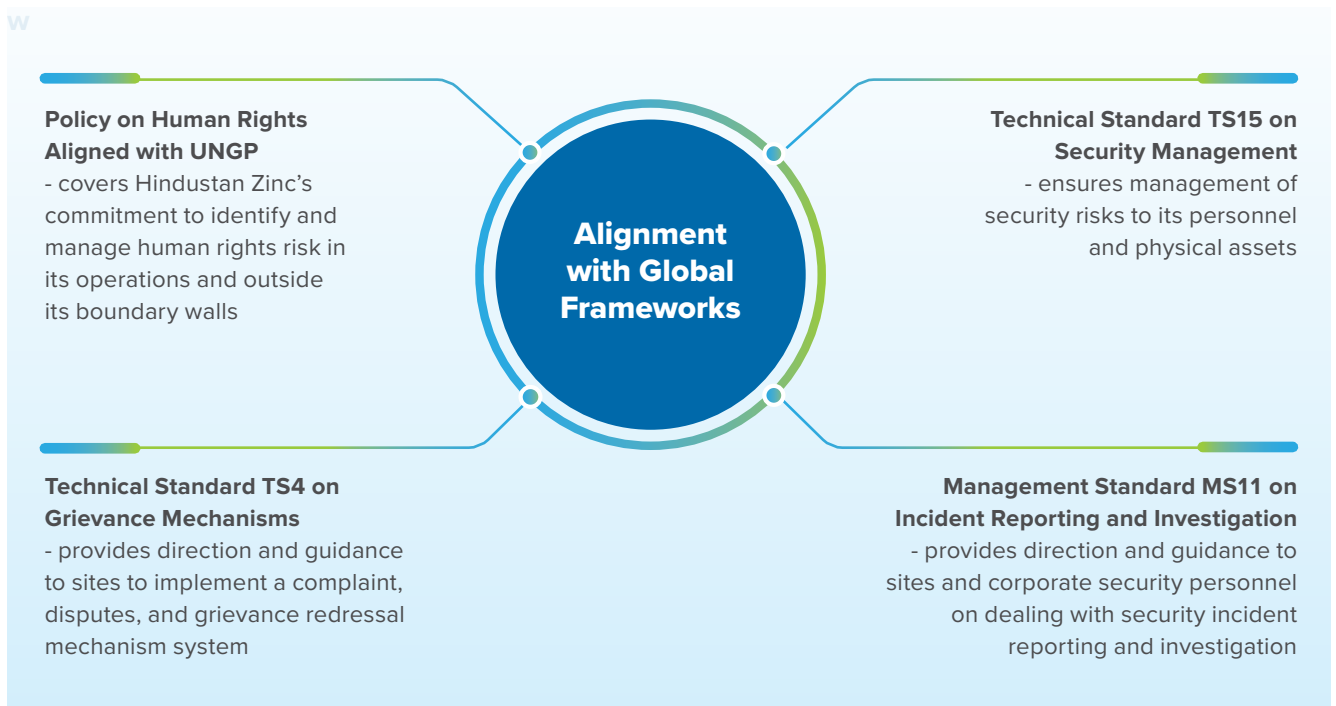 w
Policy on Human Rights
Aligned with UNGP
- covers Hindustan Zinc’s
commitment to identify and
manage human rights risk in
its operations and outside
its boundary walls
Technical Standard TS15 on
Security Management
- ensures management of
security risks to its personnel
and physical assets
Alignment
with Global
Frameworks
Technical Standard TS4 on
Grievance Mechanisms
- provides direction and guidance
to sites to implement a complaint,
disputes, and grievance redressal
mechanism system
Management Standard MS11 on
Incident Reporting and Investigation
- provides direction and guidance to
sites and corporate security personnel
on dealing with security incident
reporting and investigation